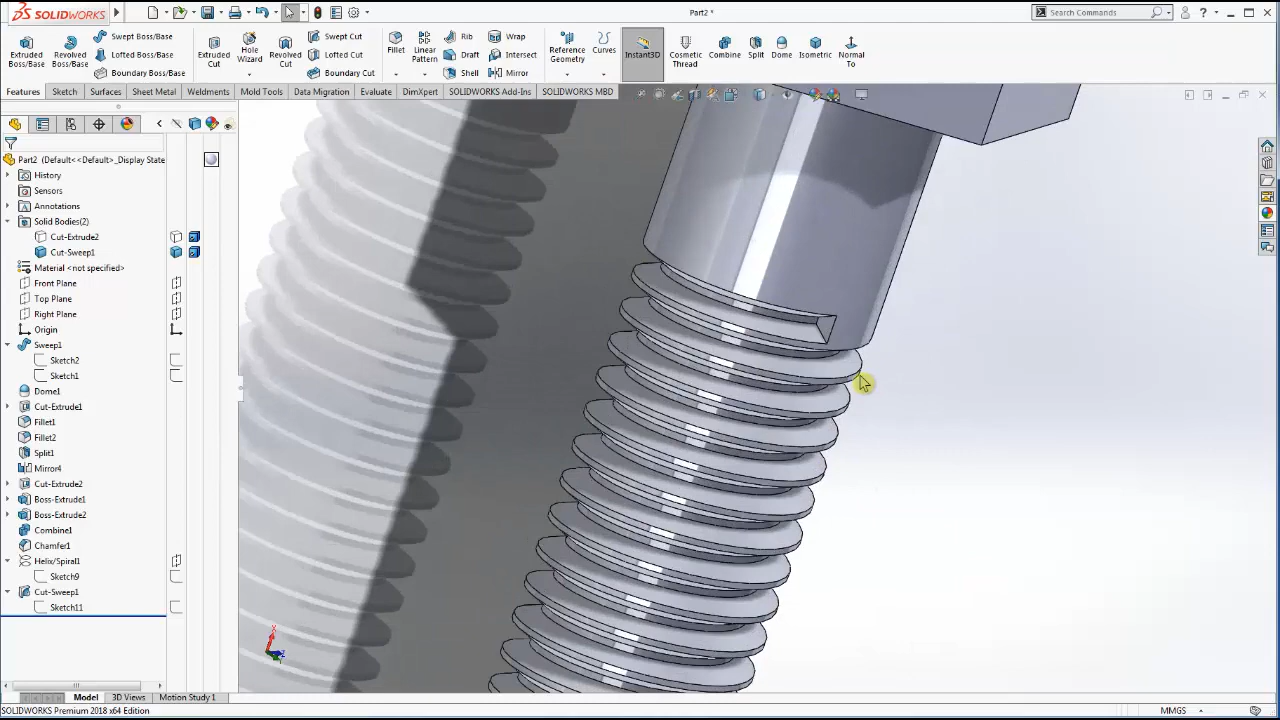 SOLIDWORKS
Part2 *
Search Commands
Extruded Boss/Base
Revolved Boss/Base
Swept Boss/Base
Lofted Boss/Base
Boundary Boss/Base
Extruded Cut
Hole Wizard
Revolved Cut
Swept Cut
Lofted Cut
Boundary Cut
Fillet
Linear Pattern
Rib
Draft
Shell
Wrap
Intersect
Mirror
Reference Geometry
Curves
Instant3D
Cosmetic Thread
Combine
Split
Dome
Isometric
Normal To
Features
Sketch
Surfaces
Sheet Metal
Weldments
Mold Tools
Data Migration
Evaluate
DimXpert
SOLIDWORKS Add-Ins
SOLIDWORKS MBD
Part2 (Default<<Default>_Display State
History
Sensors
Annotations
Solid Bodies(2)
Cut-Extrude2
Cut-Sweep1
Material <not specified>
Front Plane
Top Plane
Right Plane
Origin
Sweep1
Sketch2
Sketch1
Dome1
Cut-Extrude1
Fillet1
Fillet2
Split1
Mirror4
Cut-Extrude2
Boss-Extrude1
Boss-Extrude2
Combine1
Chamfer1
Helix/Spiral1
Sketch9
Cut-Sweep1
Sketch11
Model
3D Views
Motion Study 1
SOLIDWORKS Premium 2018 x64 Edition
MMGS